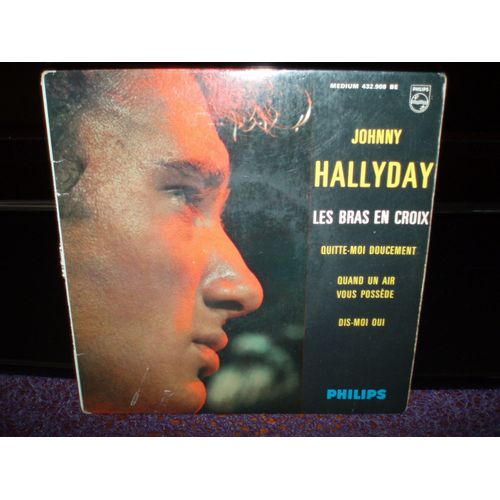 MEDIUM 432.908 BE
PHILIPS
JOHNNY
HALLYDAY
LES BRAS EN CROIX
QUITTE-MOI DOUCEMENT
QUAND UN AIR
VOUS POSSÈDE
DIS-MOI OUI
PHILIPS